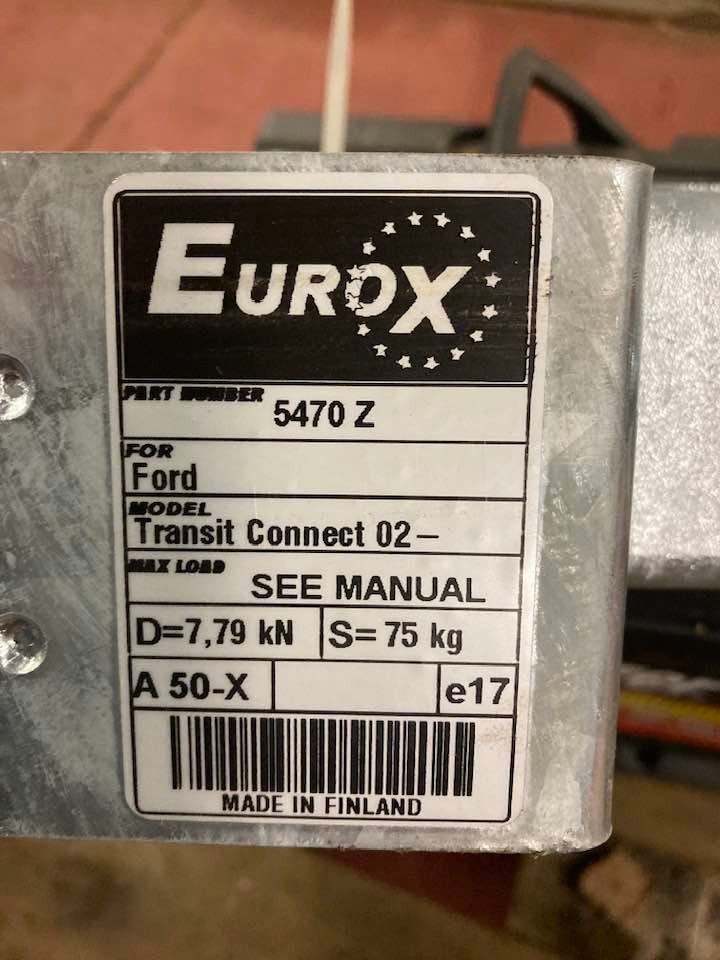 EUROX
PART NUMBER 5470 Z
FOR
Ford
MODEL
Transit Connect 02–
MAX LOAD
SEE MANUAL
D=7,79 kN S= 75 kg
A 50-X e17
MADE IN FINLAND